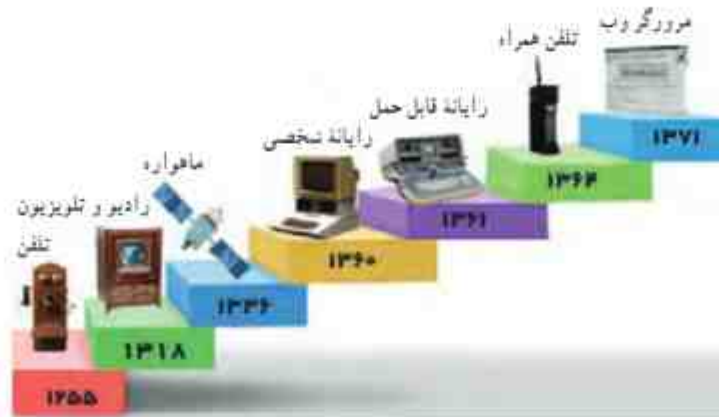 مرورگر وب
۱۳۷۱
تلفن همراه
۱۳۶۴
رایانهٔ قابل حمل
۱۳۶۱
رایانهٔ شخصی
۱۳۶۰
ماهواره
۱۳۳۶
رادیو و تلویزیون
۱۳۱۸
تلفن
۱۲۵۵